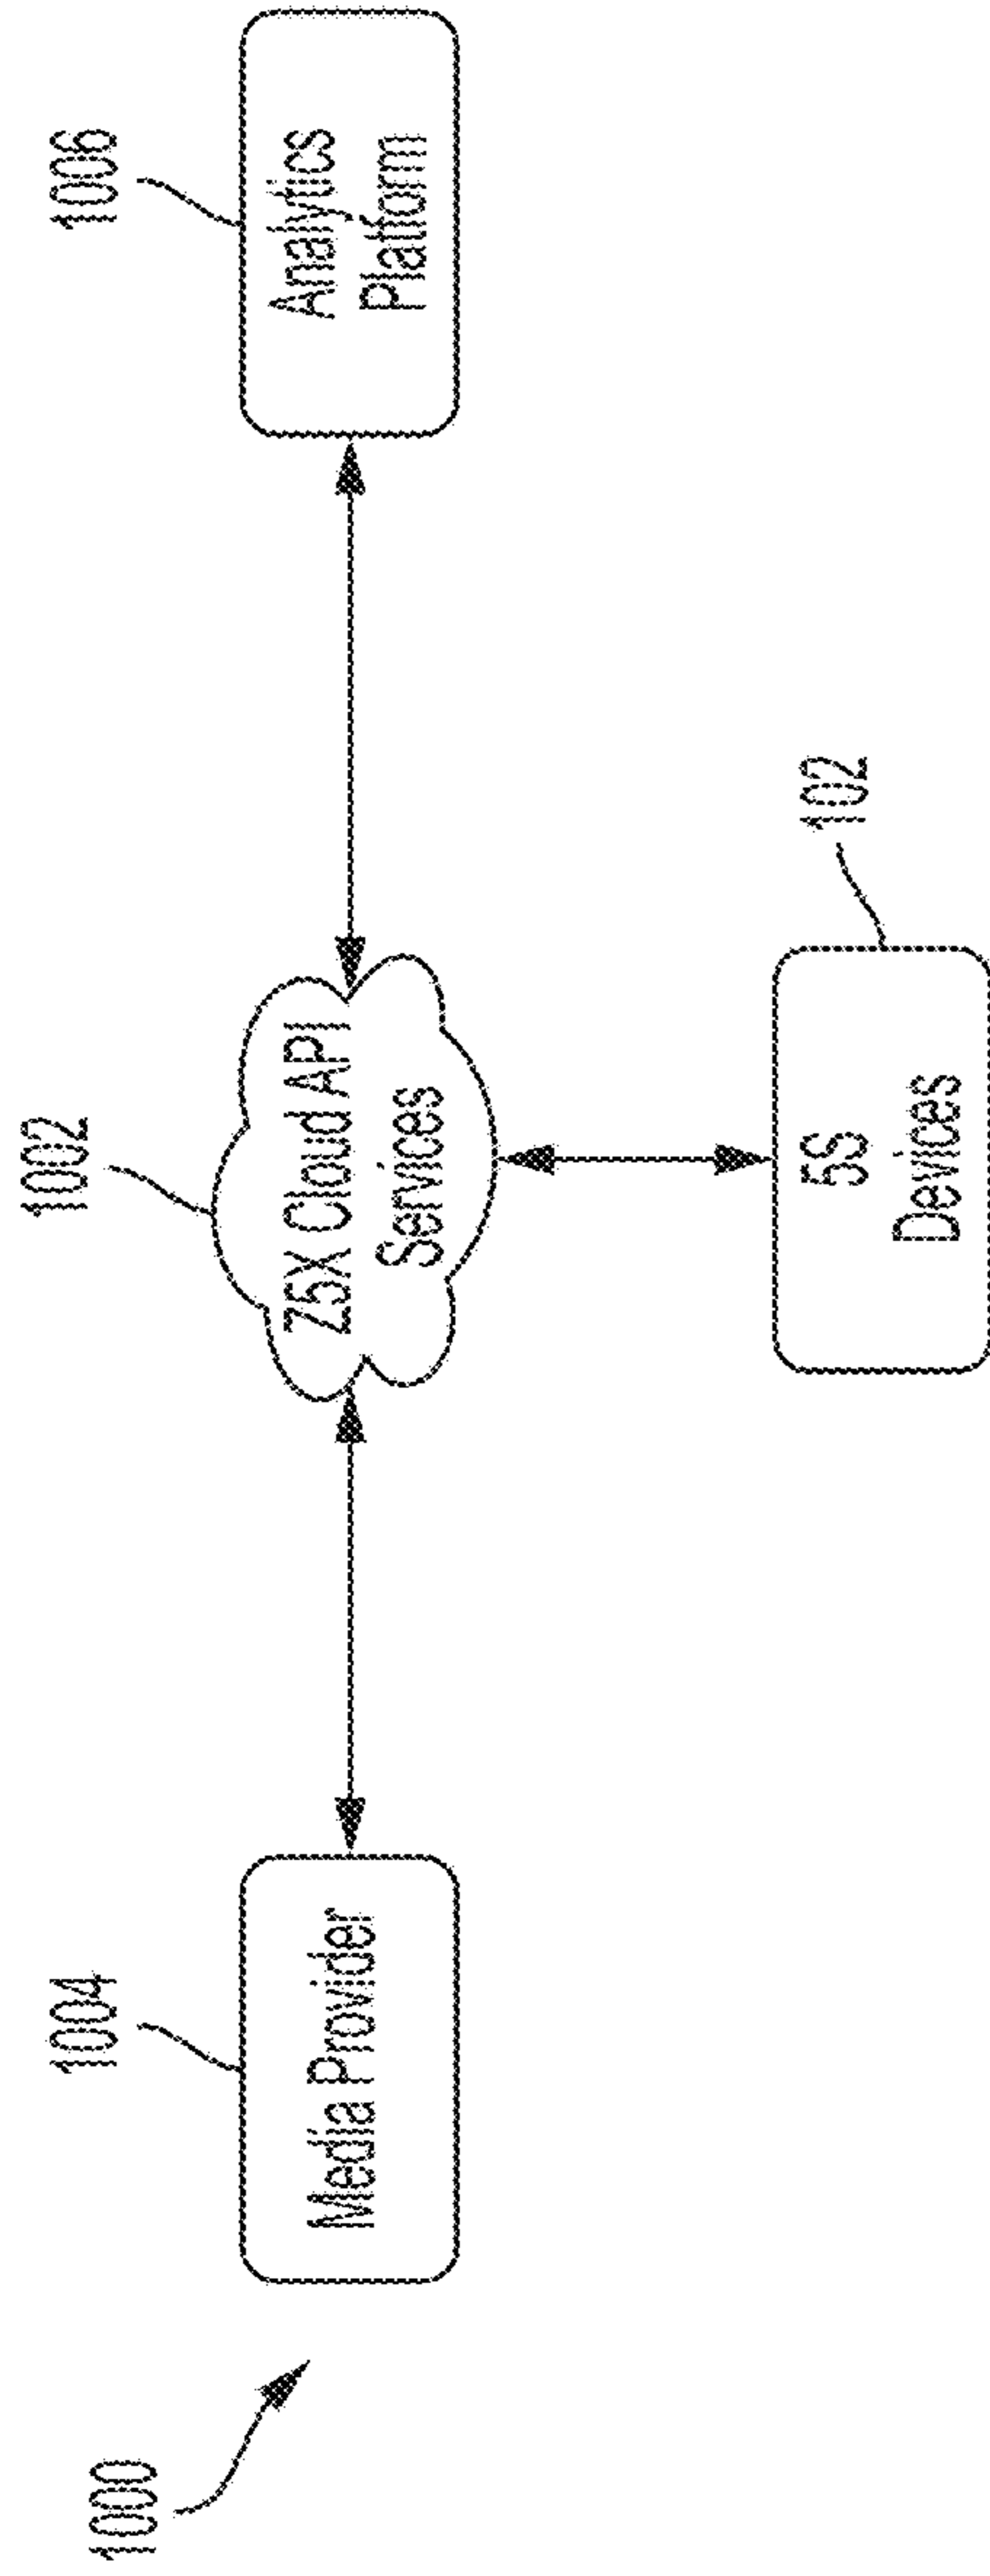 1002
1004
1006
Media Provider
Z5X Cloud API
Services
Analytics
Platform
1000
102
5S
Devices